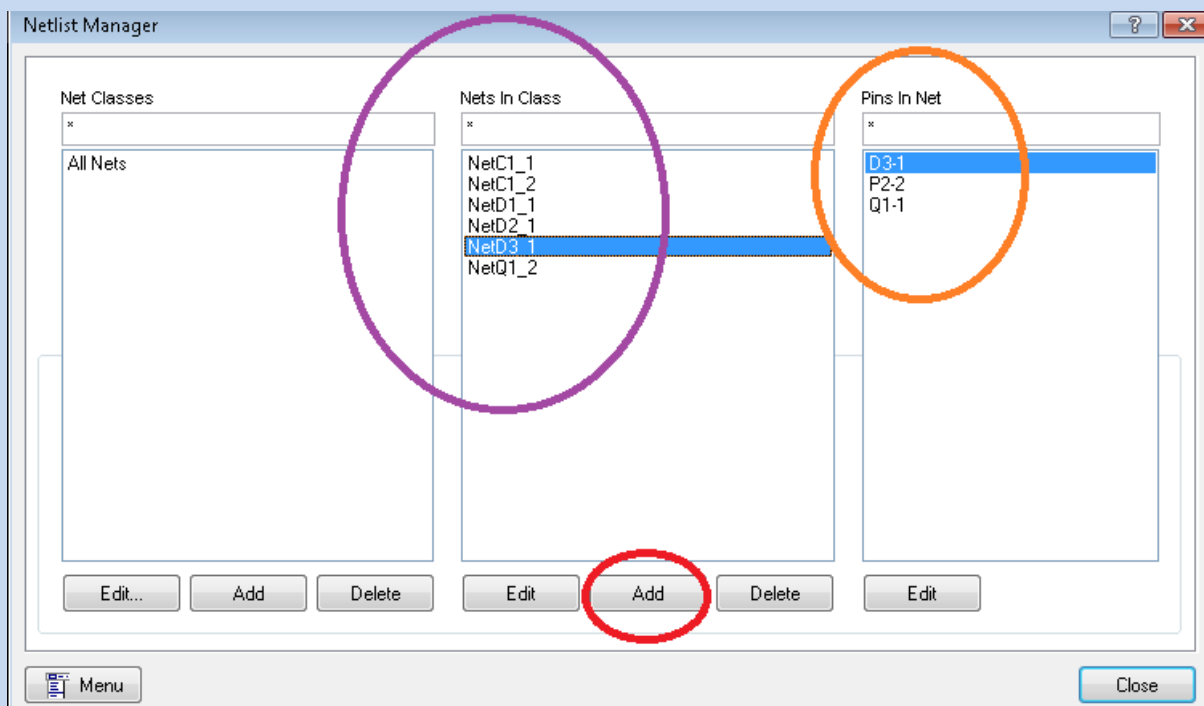 Netlist Manager
?
Net Classes
*
All Nets
Nets In Class
*
NetC1_1
NetC1_2
NetD1_1
NetD2_1
NetD3_1
NetQ1_2
Pins In Net
*
D3-1
P2-2
Q1-1
Edit...
Add
Delete
Edit
Add
Delete
Edit
Menu
Close